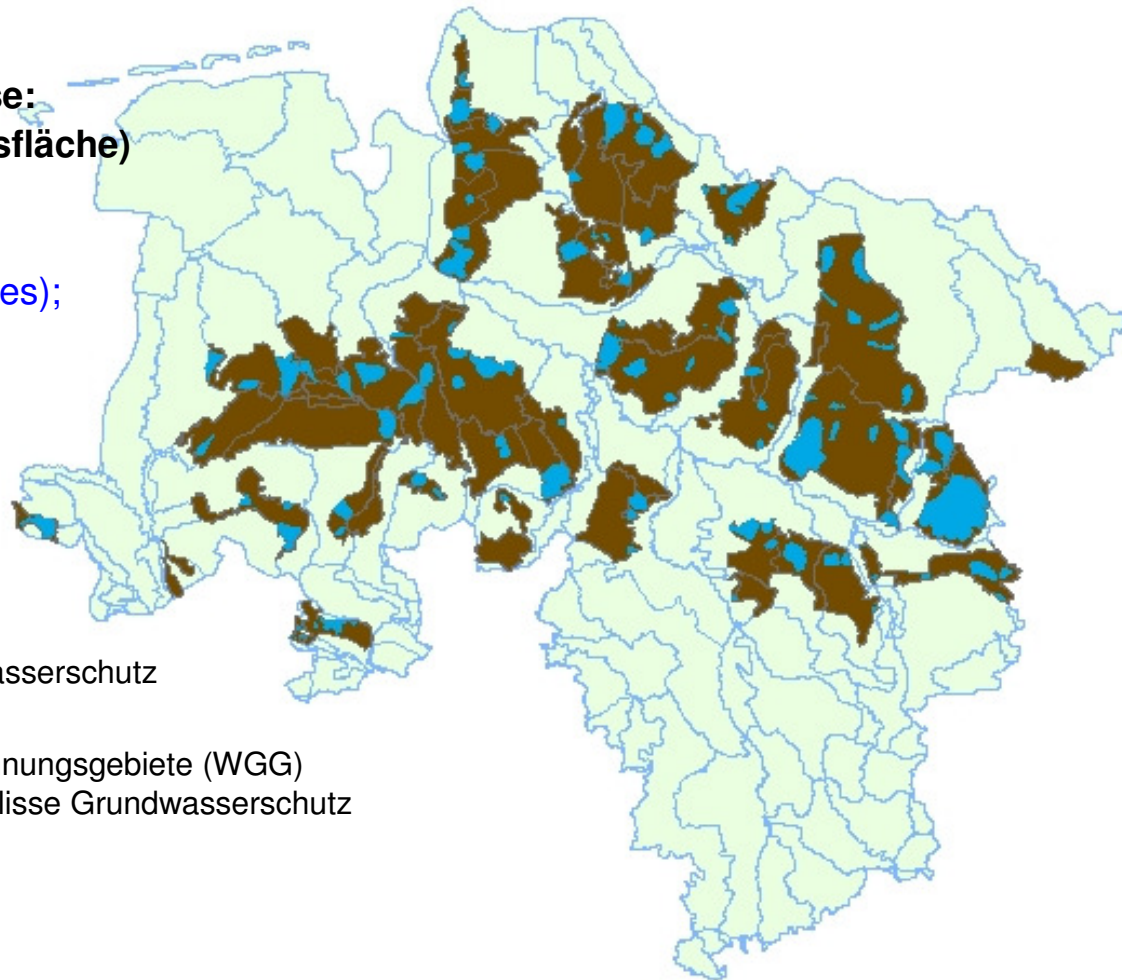 se:
sfläche)
es);
asserschutz
nungsgebiete (WGG)
lisse Grundwasserschutz